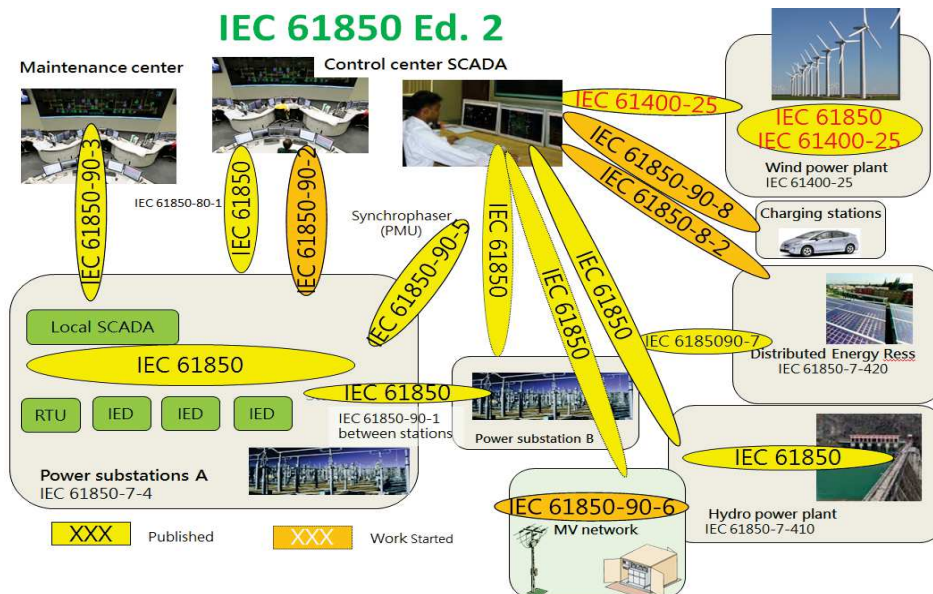 IEC 61850 Ed. 2
Maintenance center
Control center SCADA
IEC 61850-90-3
IEC 61850-80-1
IEC 61850
IEC 61850-90-2
Synchrophaser
(PMU)
IEC 61850-90-5
IEC 61850
IEC 61850
IEC 61850
IEC 61400-25
IEC 61850-90-8
IEC 61850-8-2
IEC 61850
IEC 61400-25
Wind power plant
IEC 61400-25
Charging stations
IEC 6185090-7
Distributed Energy Ress
IEC 61850-7-420
Local SCADA
IEC 61850
RTU
IED
IED
IED
Power substations A
IEC 61850-7-4
IEC 61850
IEC 61850-90-1
between stations
Power substation B
IEC 61850
Hydro power plant
IEC 61850-7-410
IEC 61850-90-6
MV network
XXX Published
XXX Work Started